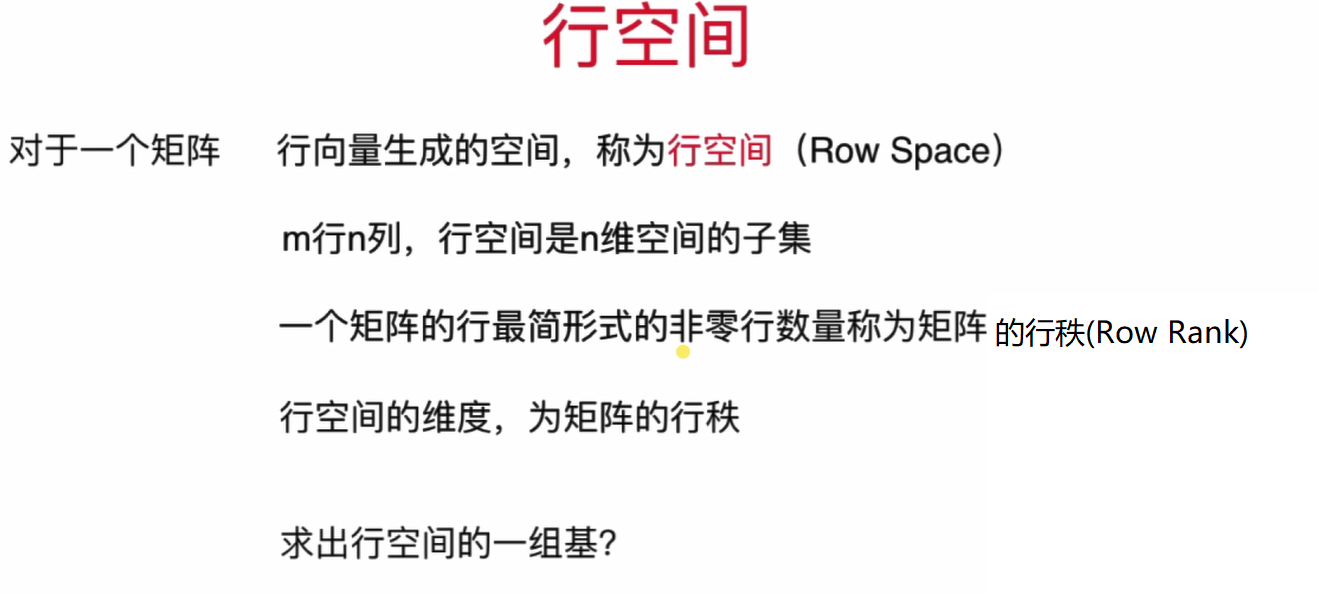 行空间
对于一个矩阵 行向量生成的空间，称为行空间（Row Space）
m行n列，行空间是n维空间的子集
一个矩阵的行最简形式的非零行数量称为矩阵 的行秩(Row Rank)
行空间的维度，为矩阵的行秩
求出行空间的一组基？